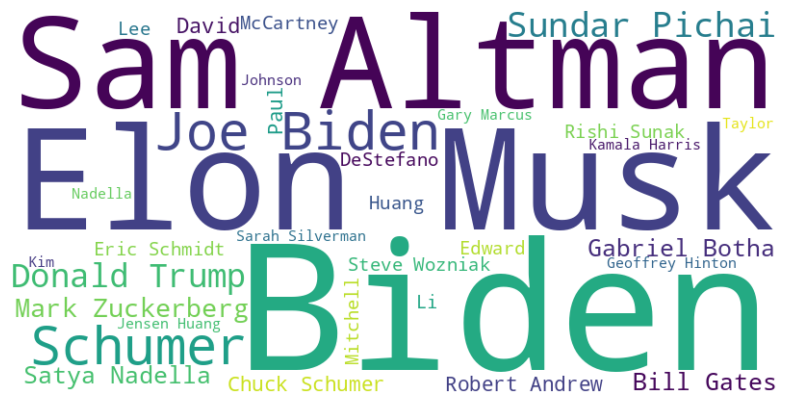 Sam Altman
Lee
David
McCartney
Sundar Pichai
Johnson
Paul
Joe Biden
Gary Marcus
Rishi Sunak
Taylor
Kamala Harris
Elon Musk
DeStefano
Nadella
Huang
Sarah Silverman
Eric Schmidt
Edward
Gabriel Botha
Kim
Donald Trump
Steve Wozniak
Geoffrey Hinton
Biden
Mark Zuckerberg
Li
Mitchell
Jensen Huang
Schumer
Satya Nadella
Chuck Schumer
Robert Andrew
Bill Gates